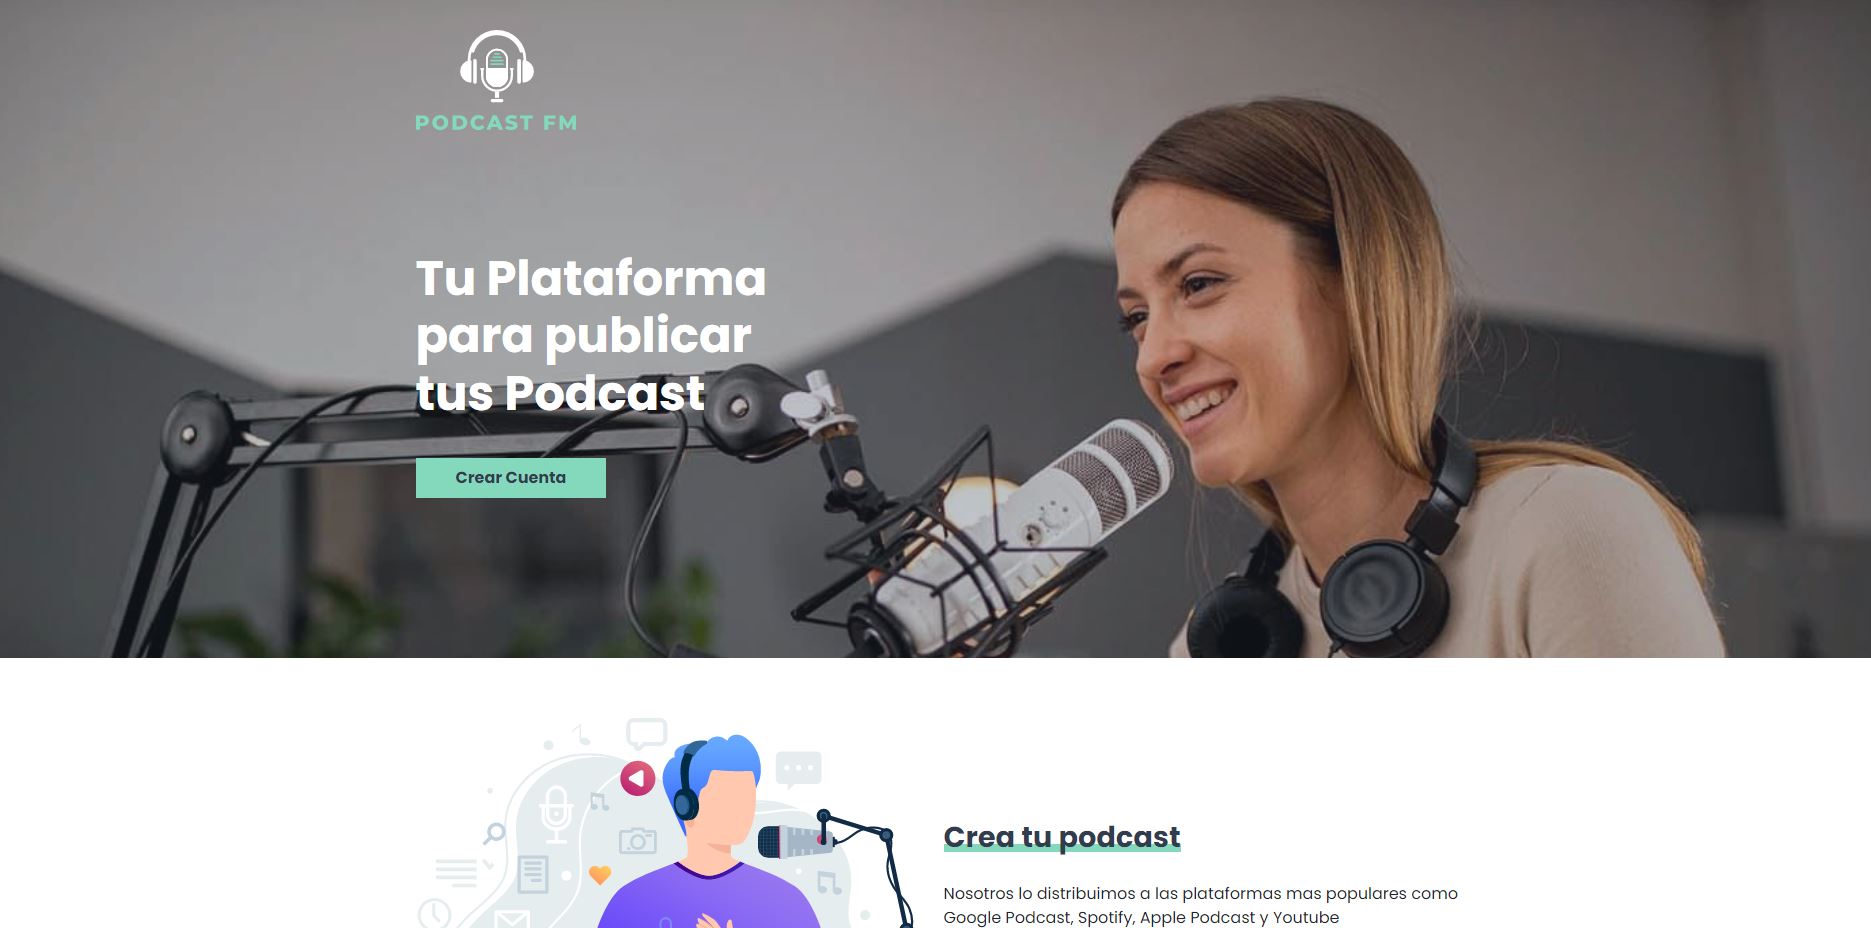 PODCAST FM
Tu Plataforma
para publicar
tus Podcast
Crear Cuenta
Crea tu podcast
Nosotros lo distribuimos a las plataformas mas populares como
Google Podcast, Spotify, Apple Podcast y Youtube